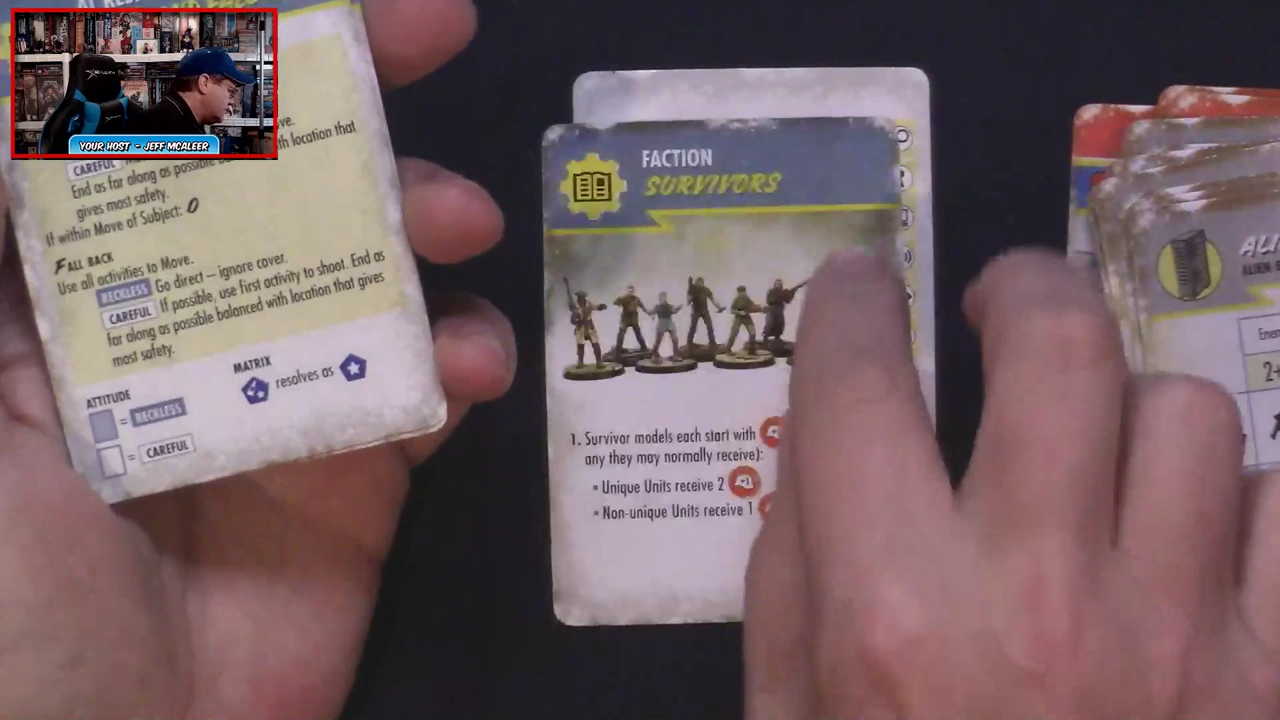 YOUR HOST - JEFF MCALEER
CAREFUL
End as far along as possible
th location that
gives most safety.
If within Move of Subject: 0
FALL BACK
Use all activities to Move.
RECKLESS Go direct – ignore cover.
CAREFUL If possible, use first activity to shoot. End as
far along as possible balanced with location that gives
most safety.
ATTITUDE
= RECKLESS
= CAREFUL
MATRIX
resolves as
FACTION
SURVIVORS
1. Survivor models each start with
any they may normally receive):
• Unique Units receive 2 +1
• Non-unique Units receive 1
2+